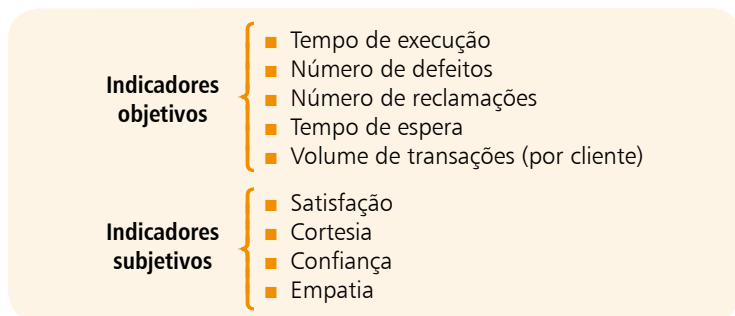 Indicadores
objetivos
■ Tempo de execução
■ Número de defeitos
■ Número de reclamações
■ Tempo de espera
■ Volume de transações (por cliente)
Indicadores
subjetivos
■ Satisfação
■ Cortesia
■ Confiança
■ Empatia